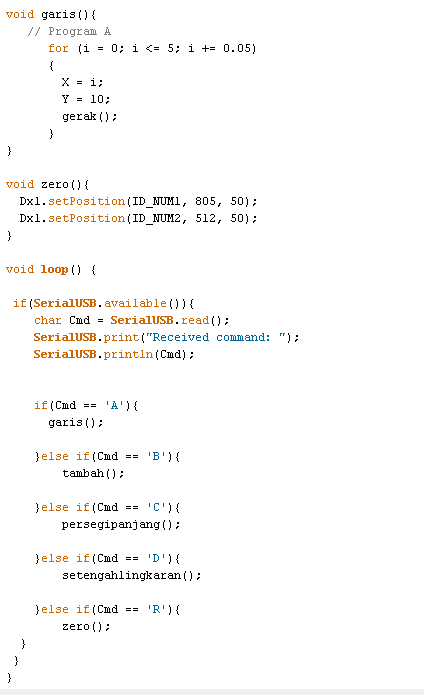 void garis(){
   // Program A
      for (i = 0; i <= 5; i += 0.05)
      {
        X = i;
        Y = 10;
        gerak();
      }
}

void zero(){
  Dxl.setPosition(ID_NUM1, 805, 50);
  Dxl.setPosition(ID_NUM2, 512, 50);
}

void loop() {

 if(SerialUSB.available()){
    char Cmd = SerialUSB.read();
    SerialUSB.print("Received command: ");
    SerialUSB.println(Cmd);


    if(Cmd == 'A'){
      garis();

    }else if(Cmd == 'B'){
        tambah();

    }else if(Cmd == 'C'){
        persegipanjang();

    }else if(Cmd == 'D'){
        setengahlingkaran();

    }else if(Cmd == 'R'){
        zero();
  }
 }
}